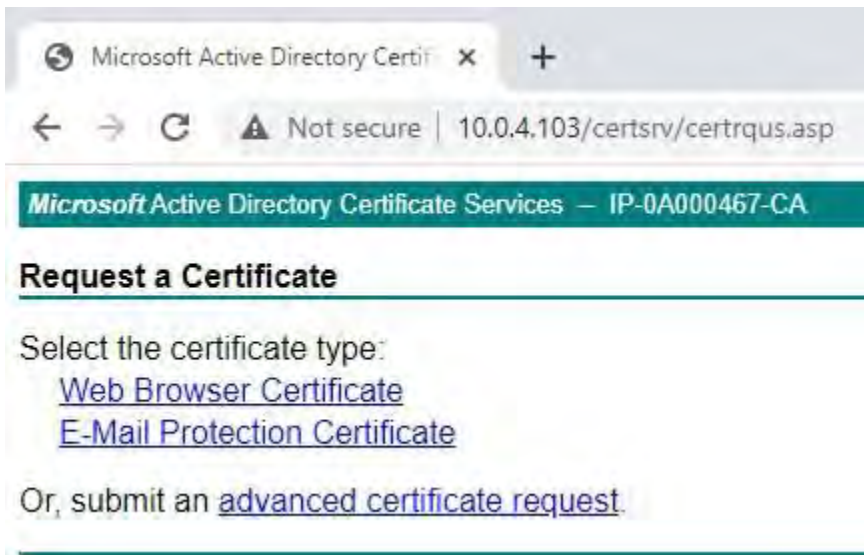 Microsoft Active Directory Certif
Not secure | 10.0.4.103/certsrv/certrqus.asp
Microsoft Active Directory Certificate Services – IP-0A000467-CA
Request a Certificate
Select the certificate type:
Web Browser Certificate
E-Mail Protection Certificate
Or, submit an advanced certificate request.